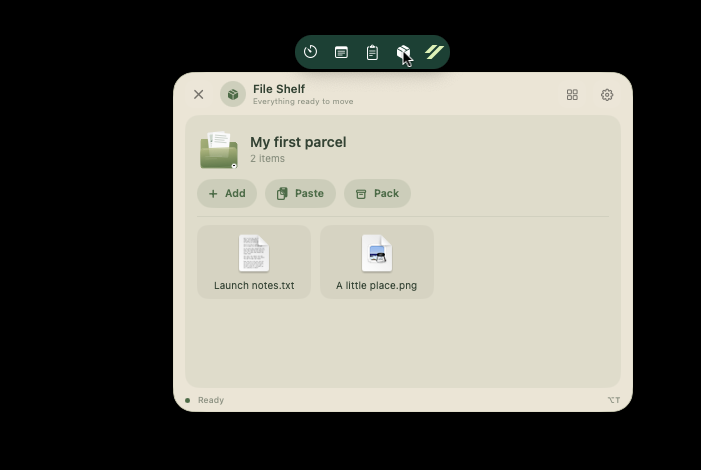 File Shelf
Everything ready to move
My first parcel
2 items
+ Add
Paste
Pack
Launch notes.txt
A little place.png
Ready
⌥T